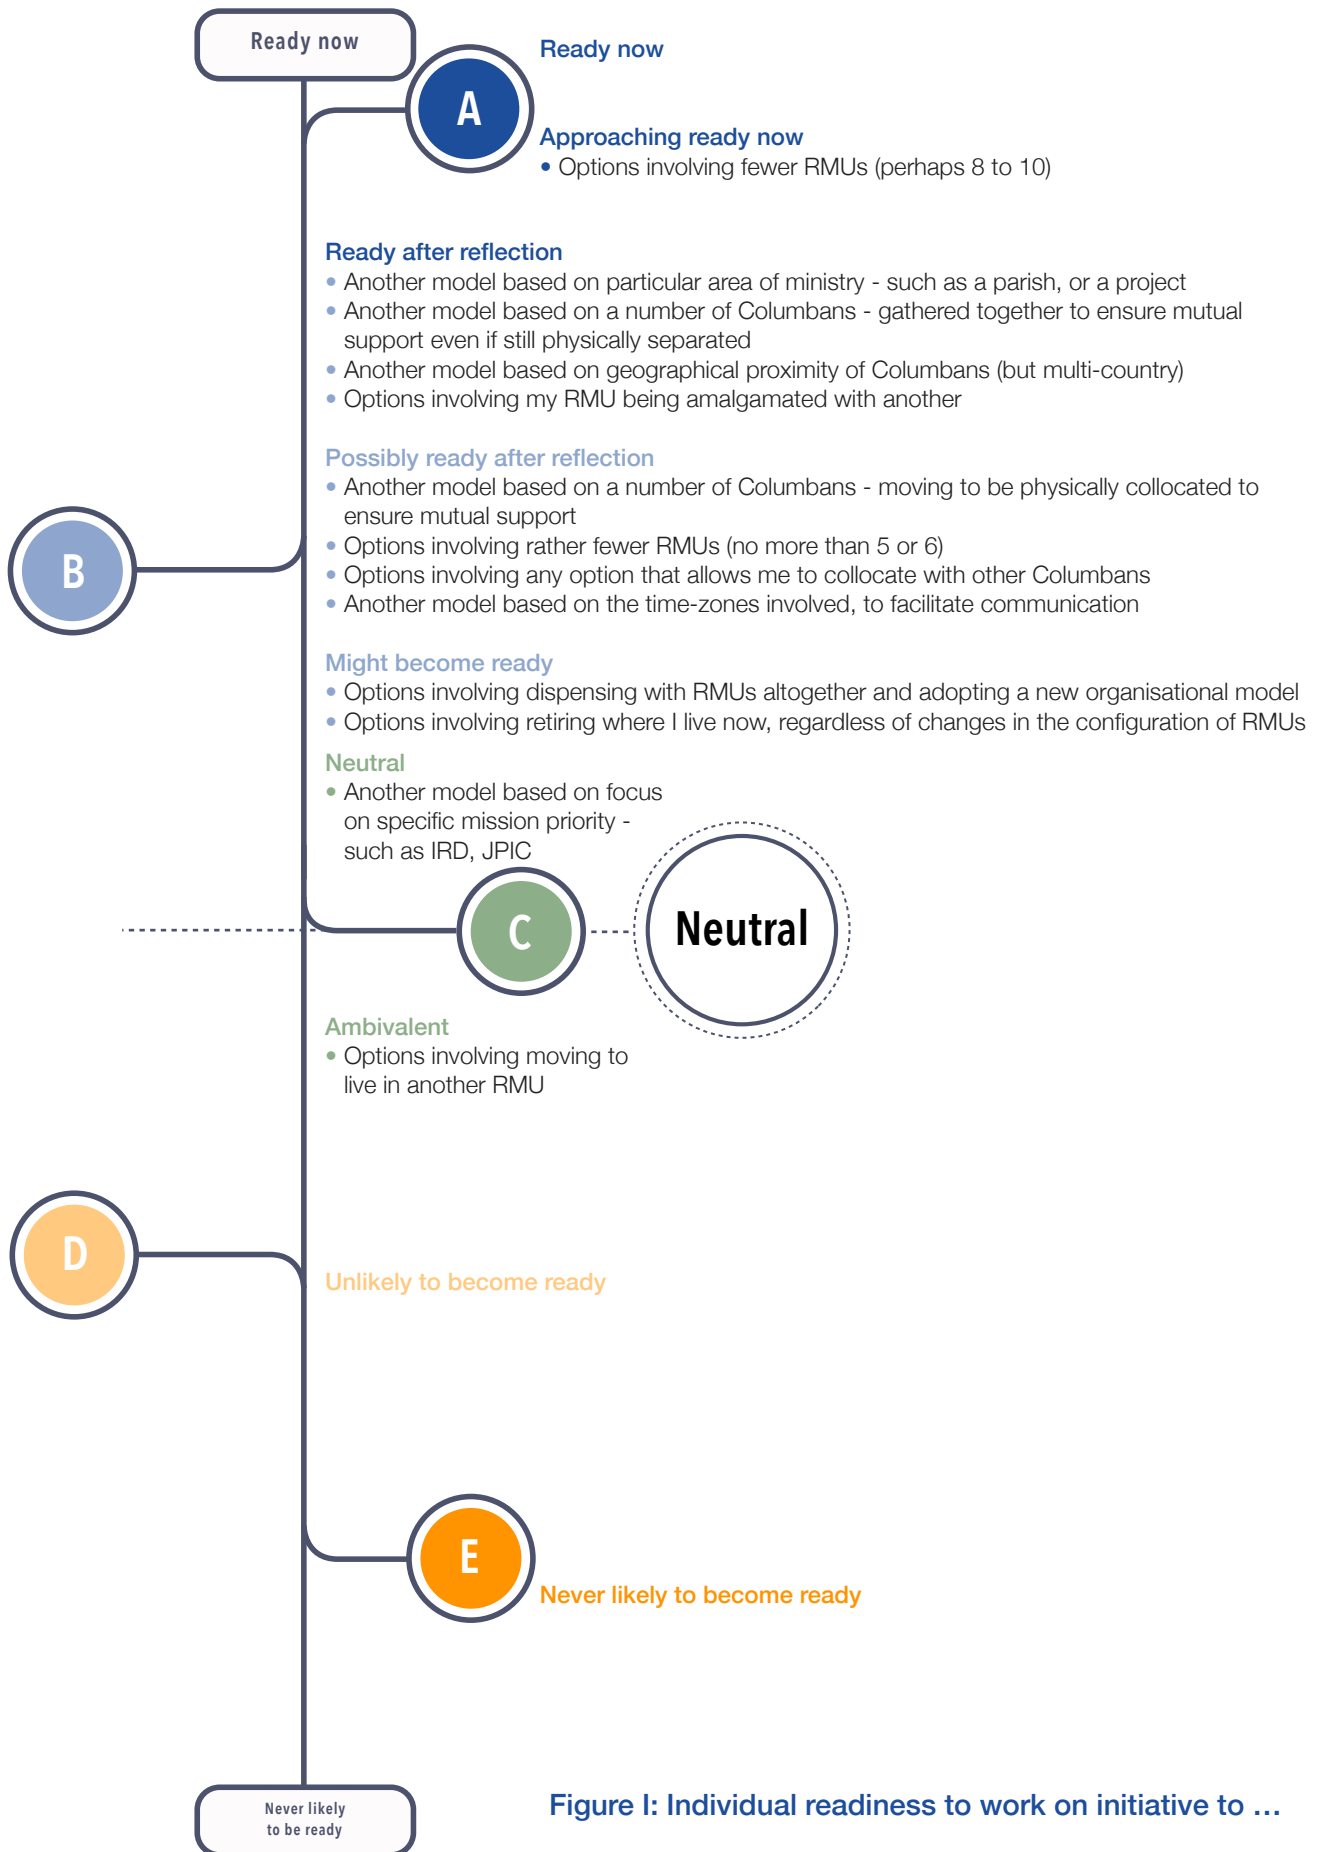 Ready now
A
Ready now
Approaching ready now
• Options involving fewer RMUs (perhaps 8 to 10)
Ready after reflection
• Another model based on particular area of ministry - such as a parish, or a project
• Another model based on a number of Columbans - gathered together to ensure mutual
support even if still physically separated
• Another model based on geographical proximity of Columbans (but multi-country)
• Options involving my RMU being amalgamated with another
Possibly ready after reflection
• Another model based on a number of Columbans - moving to be physically collocated to
ensure mutual support
• Options involving rather fewer RMUs (no more than 5 or 6)
• Options involving any option that allows me to collocate with other Columbans
• Another model based on the time-zones involved, to facilitate communication
B
Might become ready
• Options involving dispensing with RMUs altogether and adopting a new organisational model
• Options involving retiring where I live now, regardless of changes in the configuration of RMUs
Neutral
• Another model based on focus
on specific mission priority -
such as IRD, JPIC
C
Neutral
Ambivalent
• Options involving moving to
live in another RMU
D
Unlikely to become ready
E
Never likely to become ready
Never likely
to be ready
Figure I: Individual readiness to work on initiative to …